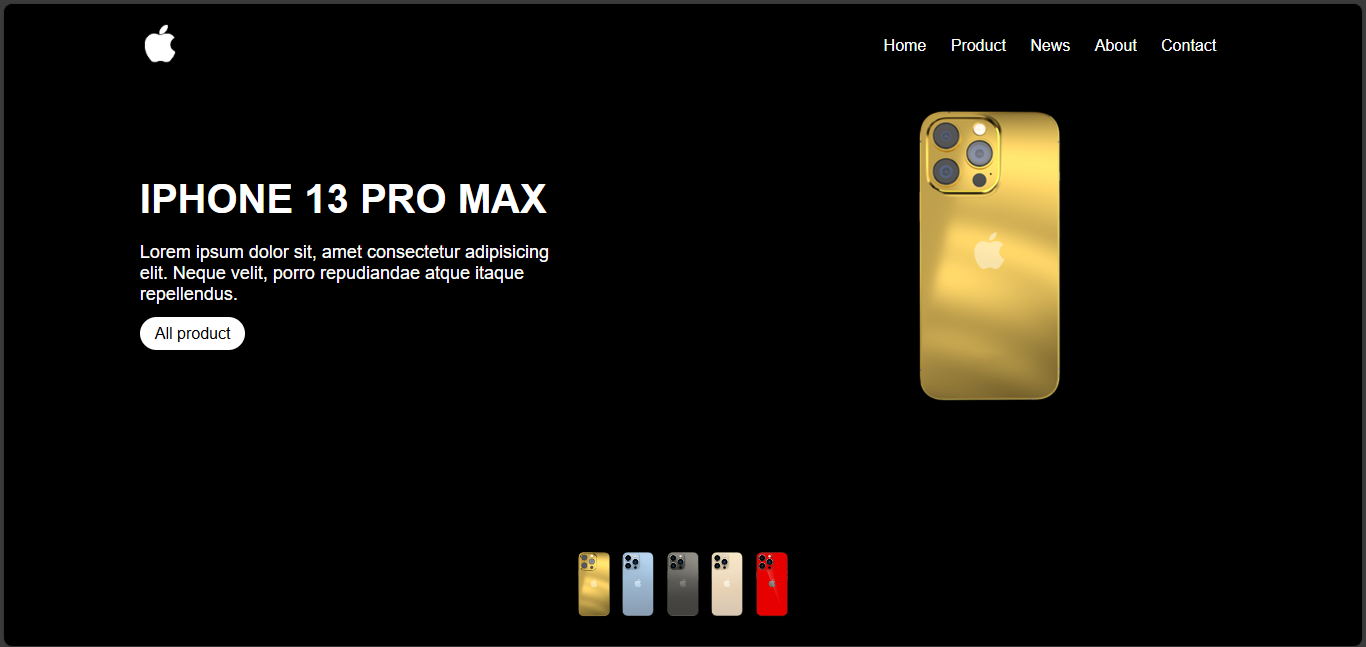 Home Product News About Contact
IPHONE 13 PRO MAX
Lorem ipsum dolor sit, amet consectetur adipisicing
elit. Neque velit, porro repudiandae atque itaque
repellendus.
All product